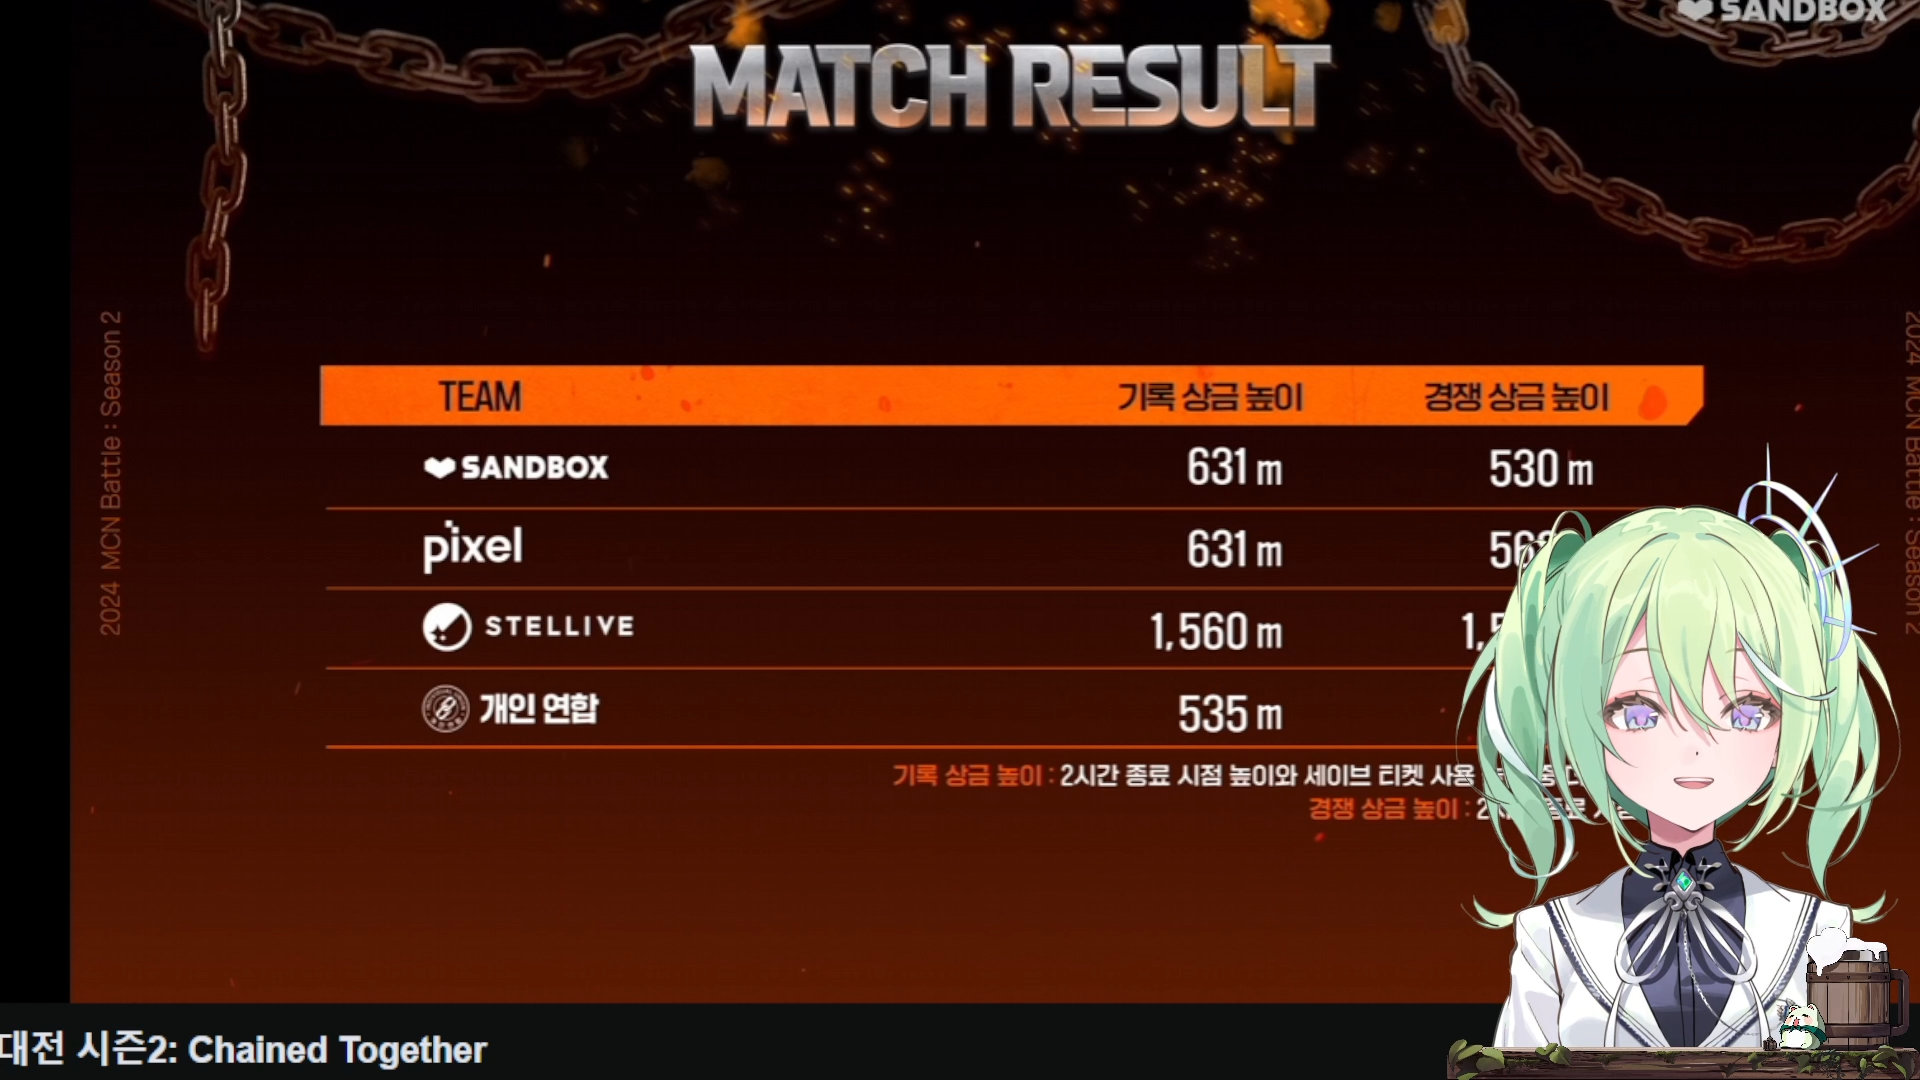 SANDBOX
MATCH RESULT
2024 MCN Battle : Season 2
2024 MCN Battle : Season 2
TEAM 기록 상금 높이 경쟁 상금 높이
SANDBOX 631 m 530 m
pixel 631 m
STELLIVE 1,560 m
개인 연합 535 m
기록 상금 높이 : 2시간 종료 시점 높이와 세이브 티켓 사용
경쟁 상금 높이 :
대전 시즌2: Chained Together